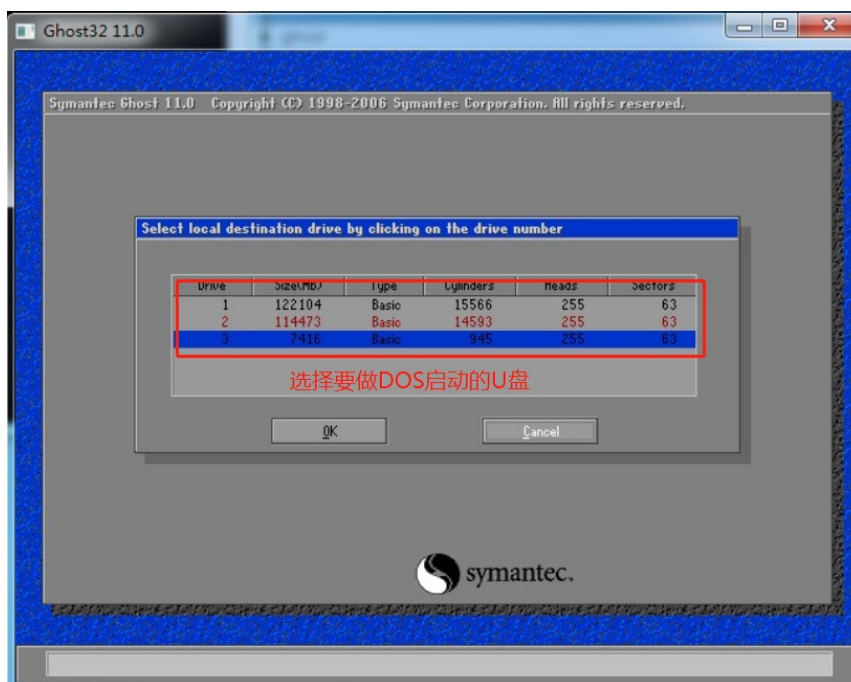 Ghost32 11.0
Symantec Ghost 11.0 Copyright (C) 1998-2006 Symantec Corporation. All rights reserved.
Select local destination drive by clicking on the drive number
Drive Size(Mb) Type Cylinders Heads Sectors
1 122104 Basic 15566 255 63
2 114473 Basic 14593 255 63
3 7416 Basic 945 255 63
选择要做DOS启动的U盘
OK Cancel
symantec.